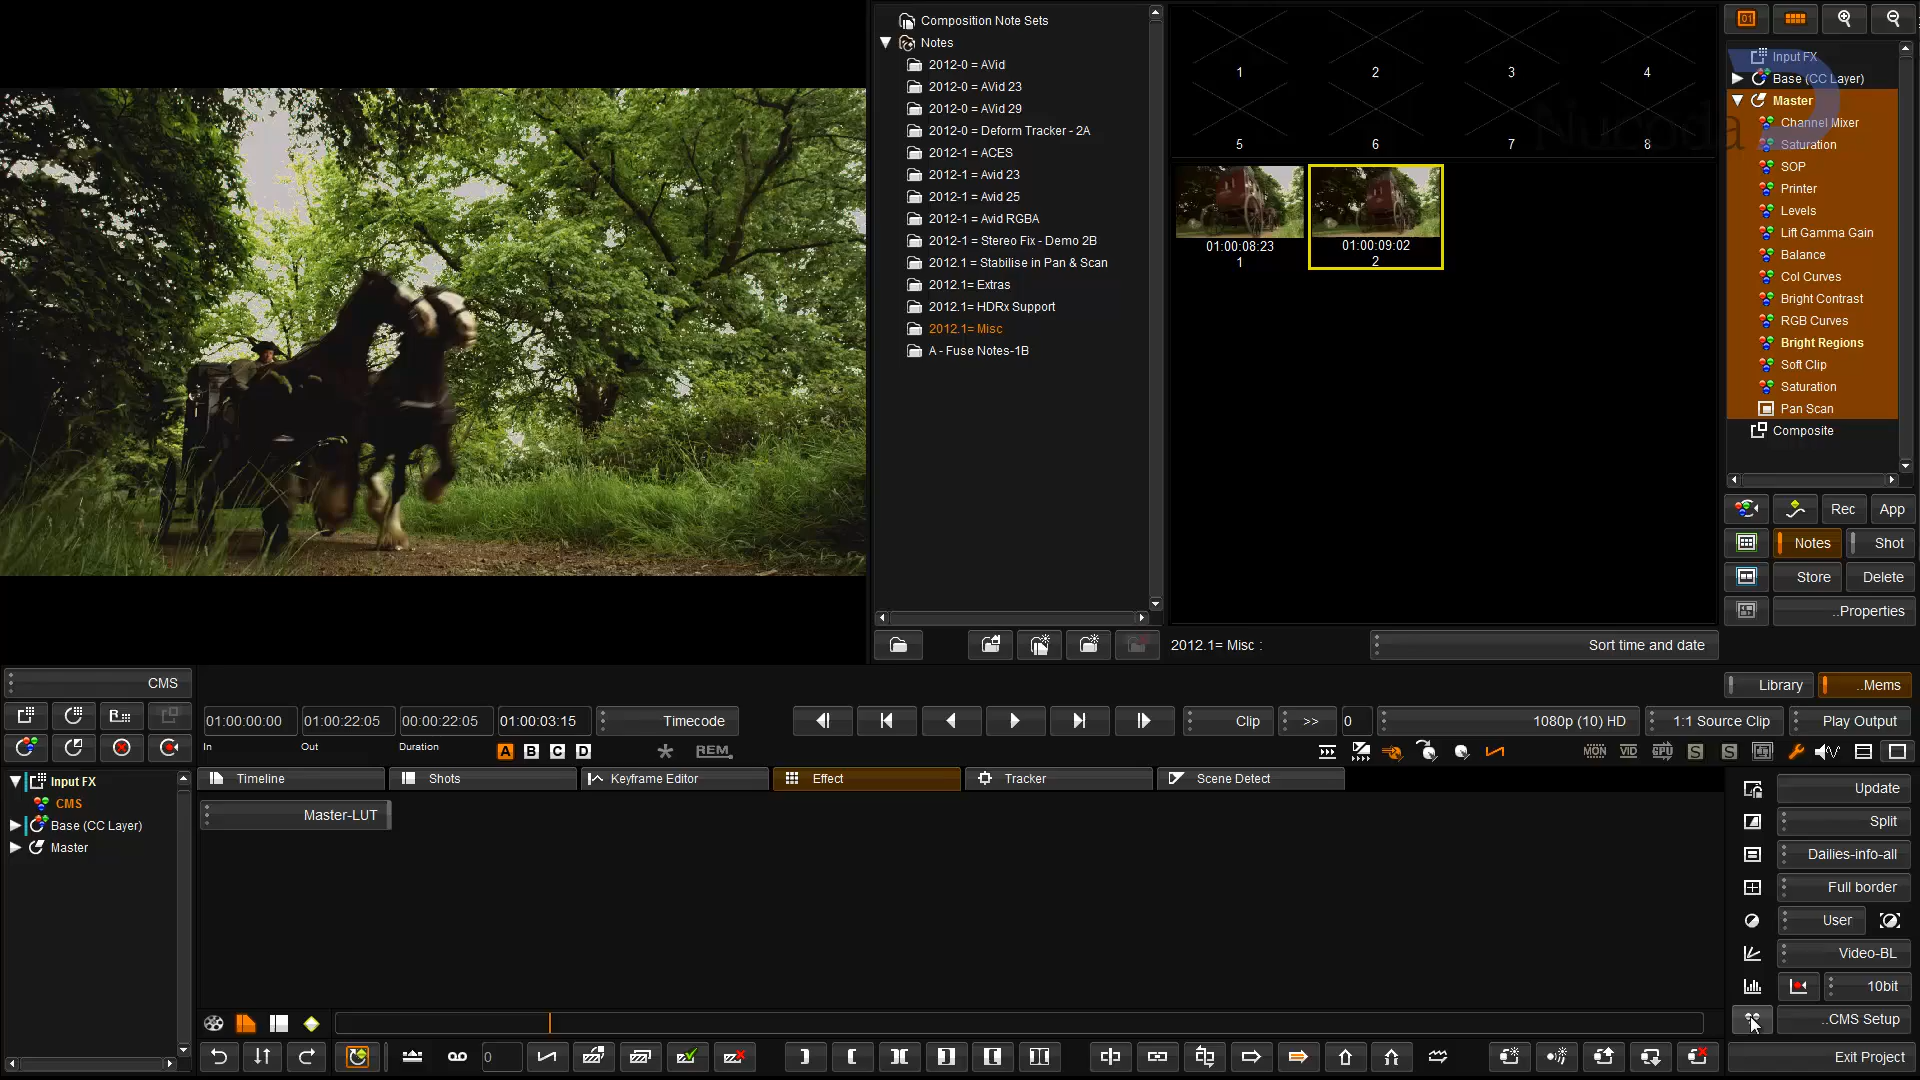 Composition Note Sets
Notes
2012-0 = AVid
2012-0 = AVid 23
2012-0 = AVid 29
2012-0 = Deform Tracker - 2A
2012-1 = ACES
2012-1 = Avid 23
2012-1 = Avid 25
2012-1 = Avid RGBA
2012-1 = Stereo Fix - Demo 2B
2012.1 = Stabilise in Pan & Scan
2012.1= Extras
2012.1= HDRx Support
2012.1= Misc
A - Fuse Notes-1B
1 2 3 4
5 6 7 8
01:00:08:23
1
01:00:09:02
2
2012.1= Misc :
Sort time and date
01
Input FX
Base (CC Layer)
Master
Channel Mixer
Saturation
SOP
Printer
Levels
Lift Gamma Gain
Balance
Col Curves
Bright Contrast
RGB Curves
Bright Regions
Soft Clip
Saturation
Pan Scan
Composite
Nucoda
Rec App
Notes Shot
Store Delete
..Properties
Library ..Mems
CMS
01:00:00:00 01:00:22:05 00:00:22:05 01:00:03:15 Timecode
Clip >> 0 1080p (10) HD 1:1 Source Clip Play Output
In Out Duration A B C D REM.
MON VID GPU S S
Timeline Shots Keyframe Editor Effect Tracker Scene Detect
Input FX
CMS
Base (CC Layer)
Master
Master-LUT
Update
Split
Dailies-info-all
Full border
User
Video-BL
10bit
..CMS Setup
0
Exit Project